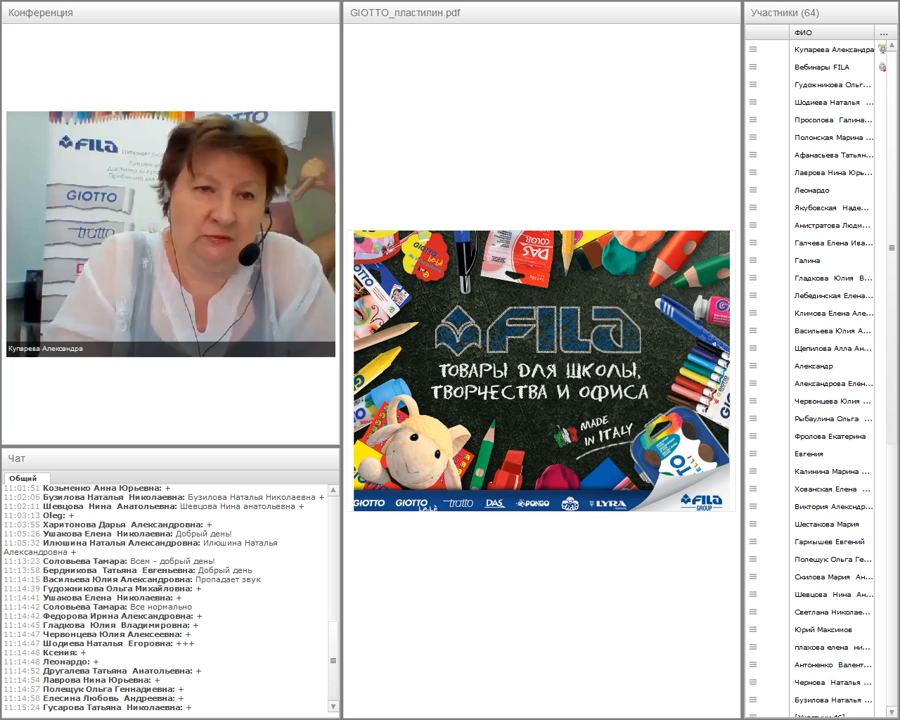 Конференция
FILA
GIOTTO
tratto
Купарева Александра
Чат
Общий
11:01:51 Козьменко Анна Юрьевна: +
11:02:06 Бузилова Наталья Николаевна: Бузилова Наталья Николаевна +
11:02:11 Шевцова Нина Анатольевна: Шевцова Нина анатольевна +
11:03:13 Oleg: +
11:03:55 Харитонова Дарья Александровна: +
11:05:26 Ушакова Елена Николаевна: Добрый день!
11:05:32 Илюшина Наталья Александровна: Илюшина Наталья
Александровна +
11:13:23 Соловьева Тамара: Всем - добрый день!
11:13:58 Бердникова Татьяна Евгеньевна: Добрый день
11:14:15 Васильева Юлия Александровна: Пропадает звук
11:14:39 Гудожникова Ольга Михайловна: +
11:14:41 Ушакова Елена Николаевна: +
11:14:42 Соловьева Тамара: Все нормально
11:14:42 Федорова Ирина Александровна: +
11:14:45 Гладкова Юлия Владимировна: +
11:14:47 Червонцева Юлия Алексеевна: +
11:14:47 Шодиева Наталья Егоровна: +++
11:14:48 Ксения: +
11:14:48 Леонардо: +
11:14:52 Другалева Татьяна Анатольевна: +
11:14:54 Лаврова Нина Юрьевна: +
11:14:57 Полещук Ольга Геннадиевна: +
11:14:58 Елесина Любовь Андреевна: +
11:15:24 Гусарова Татьяна Николаевна: +
GIOTTO_пластилин.pdf
FILA
ТОВАРЫ ДЛЯ ШКОЛЫ,
ТВОРЧЕСТВА И ОФИСА
MADE
IN ITALY
GIOTTO GIOTTO tratto DAS PONGO LYRA FILA
GROUP
Участники (64)
ФИО ...
Купарева Александра
Вебинары FILA
Гудожникова Ольг...
Шодиева Наталья ...
Просолова Галина...
Полонская Марина ...
Афанасьева Татьян...
Лаврова Нина Юрь...
Леонардо
Якубовская Наде...
Анистратова Людм...
Галчева Елена Ива...
Галина
Гладкова Юлия В...
Лебединская Елена...
Климова Елена Але...
Васильева Юлия А...
Щепилова Алла Ан...
Александр
Александрова Елен...
Червонцева Юлия ...
Рыбаулина Ольга ...
Фролова Екатерина
Евгения
Калинина Марина ...
Хованская Елена ...
Виктория Алексндр...
Шестакова Мария
Гармышев Евгений
Полещук Ольга Ге...
Скилова Мария Ан...
Шевцова Нина Ан...
Светлана Николае...
Юрий Максимов
плахова елена ни...
Антоненко Валент...
Чернова Наталья ...
Бузилова Наталья ...